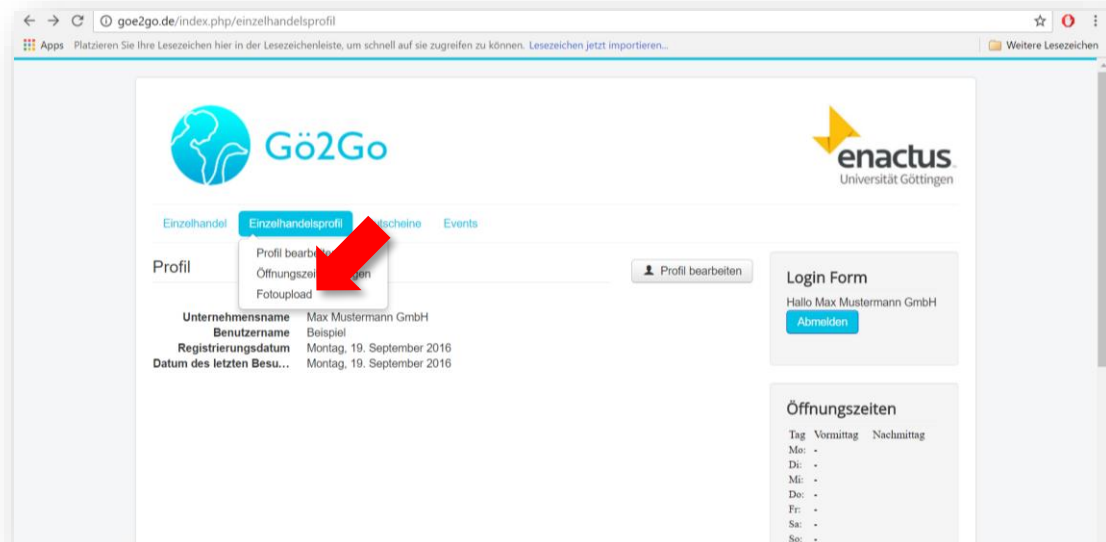 goe2go.de/index.php/einzelhandelsprofil
Apps Platzieren Sie Ihre Lesezeichen hier in der Lesezeichenleiste, um schnell auf sie zugreifen zu können. Lesezeichen jetzt importieren... Weitere Lesezeichen
Gö2Go
enactus
Universität Göttingen
Einzelhandel Einzelhandelsprofil Events
Profil
Fotoupload
Profil bearbeiten
Unternehmensname Max Mustermann GmbH
Benutzername Beispiel
Registrierungsdatum Montag, 19. September 2016
Datum des letzten Besu... Montag, 19. September 2016
Login Form
Hallo Max Mustermann GmbH
Abmelden
Öffnungszeiten
Tag Vormittag Nachmittag
Mo: -
Di: -
Mi: -
Do: -
Fr: -
Sa: -
So: -